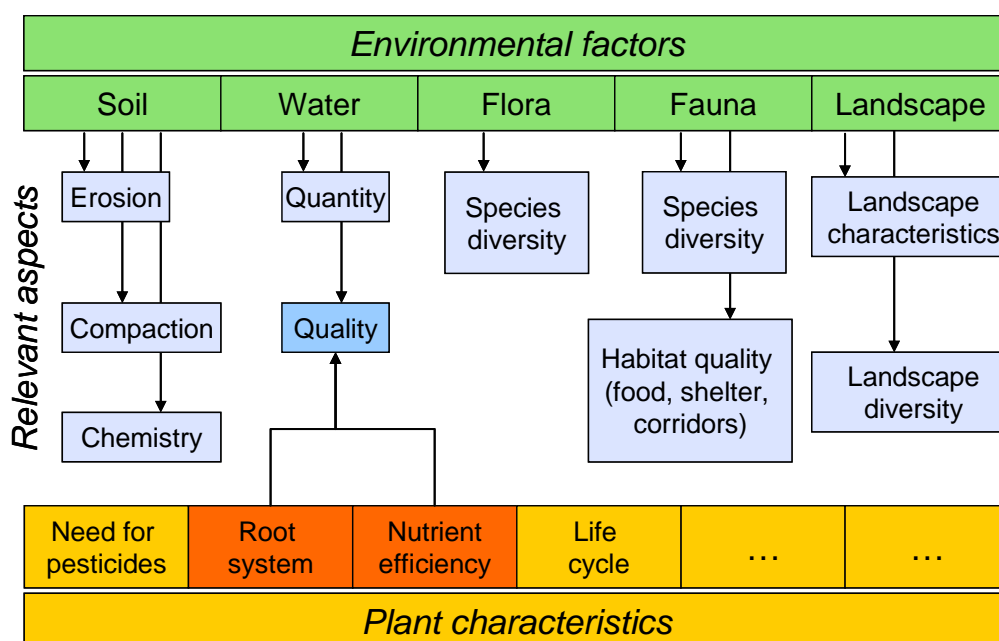 Environmental factors
Soil
Water
Flora
Fauna
Landscape
Relevant aspects
Erosion
Quantity
Species
diversity
Species
diversity
Landscape
characteristics
Compaction
Quality
Habitat quality
(food, shelter,
corridors)
Landscape
diversity
Chemistry
Need for
pesticides
Root
system
Nutrient
efficiency
Life
cycle
...
...
Plant characteristics